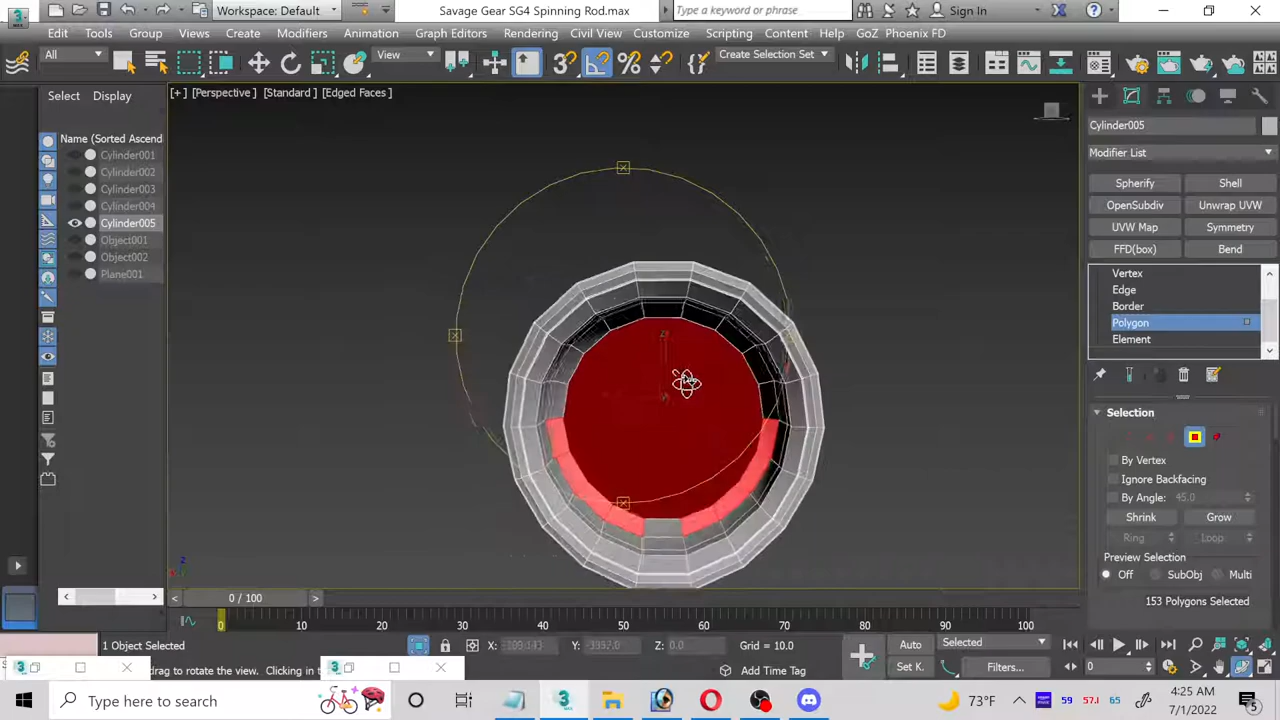 Workspace: Default
Savage Gear SG4 Spinning Rod.max
Type a keyword or phrase
Sign In
Edit Tools Group Views Create Modifiers Animation Graph Editors Rendering Civil View Customize Scripting Content Help GoZ Phoenix FD
All
View
Create Selection Set
Select Display
[+] [Perspective] [Standard] [Edged Faces]
Name (Sorted Ascend
Cylinder001
Cylinder002
Cylinder003
Cylinder004
Cylinder005
Object001
Object002
Plane001
Cylinder005
Modifier List
Spherify Shell
OpenSubdiv Unwrap UVW
UVW Map Symmetry
FFD(box) Bend
Vertex
Edge
Border
Polygon
Element
Selection
By Vertex
Ignore Backfacing
By Angle: 45.0
Shrink Grow
Ring Loop
Preview Selection
Off SubObj Multi
153 Polygons Selected
0 / 100
0 10 20 30 40 50 60 70 80 90 100
1 Object Selected
X: Y: Z: 0.0 Grid = 10.0
Auto Selected
drag to rotate the view. Clicking in
Add Time Tag
Set K. Filters... 0
Type here to search
73°F
59 57.1 65
4:25 AM
7/1/2022
5